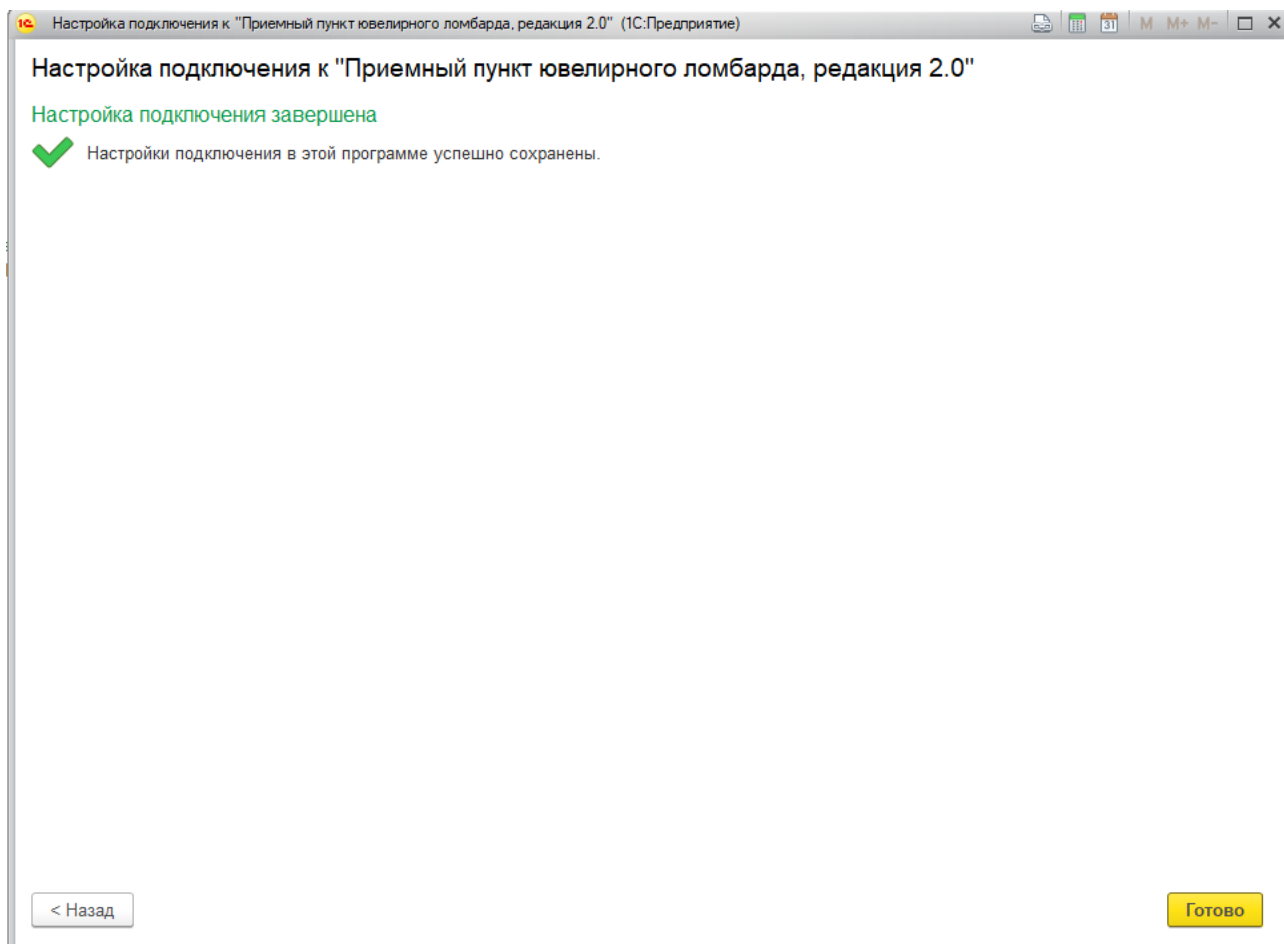 Настройка подключения к "Приемный пункт ювелирного ломбарда, редакция 2.0" (1С:Предприятие)
31 M M+ M-
Настройка подключения к "Приемный пункт ювелирного ломбарда, редакция 2.0"
Настройка подключения завершена
Настройки подключения в этой программе успешно сохранены.
< Назад
Готово